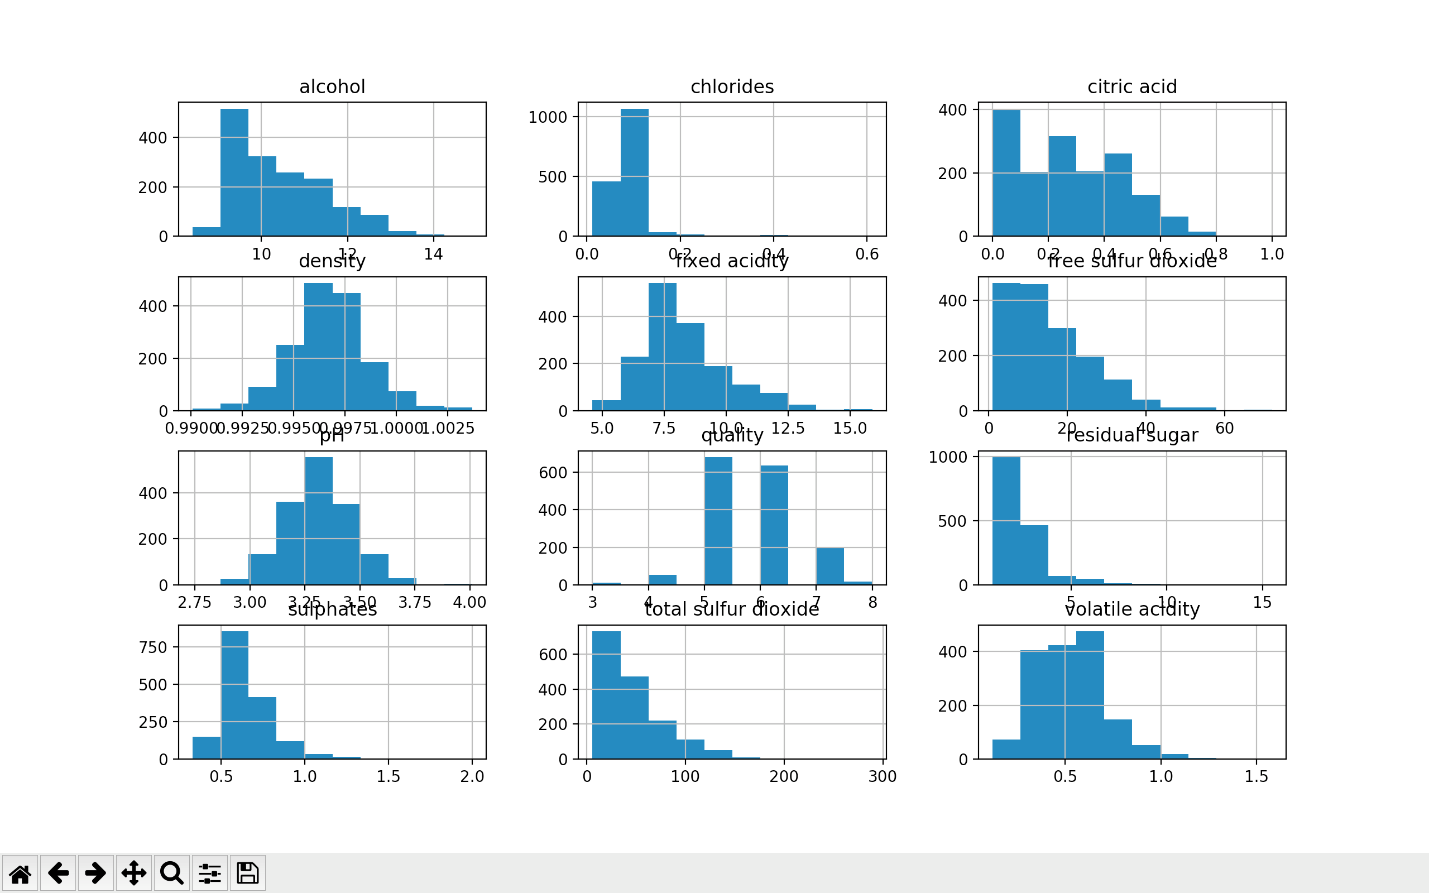 alcohol
400
200
0
10 12 14
chlorides
1000
500
0
0.0 0.2 0.4 0.6
citric acid
400
200
0
0.0 0.2 0.4 0.6 0.8 1.0
density
400
200
0
0.9900 0.9925 0.9950 0.9975 1.0000 1.0025
fixed acidity
400
200
0
5.0 7.5 10.0 12.5 15.0
free sulfur dioxide
400
200
0
0 20 40 60
pH
400
200
0
2.75 3.00 3.25 3.50 3.75 4.00
quality
600
400
200
0
3 4 5 6 7 8
residual sugar
1000
500
0
5 10 15
sulphates
750
500
250
0
0.5 1.0 1.5 2.0
total sulfur dioxide
600
400
200
0
0 100 200 300
volatile acidity
400
200
0
0.5 1.0 1.5